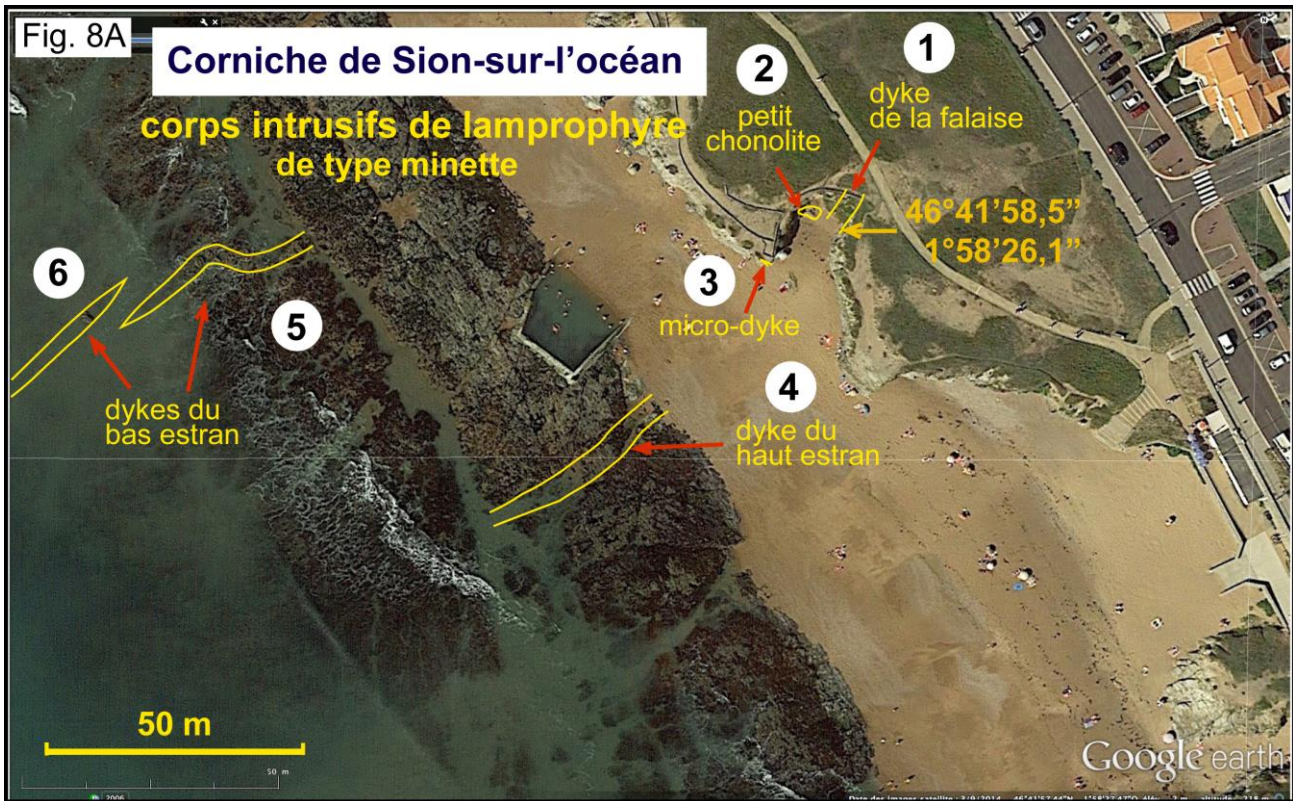 Fig. 8A
Corniche de Sion-sur-l'océan
corps intrusifs de lamprophyre
de type minette
1
dyke
de la falaise
2
petit
chonolite
46°41'58,5"
1°58'26,1"
3
micro-dyke
4
dyke du
haut estran
5
6
dykes du
bas estran
50 m
50 m
2006
Google earth